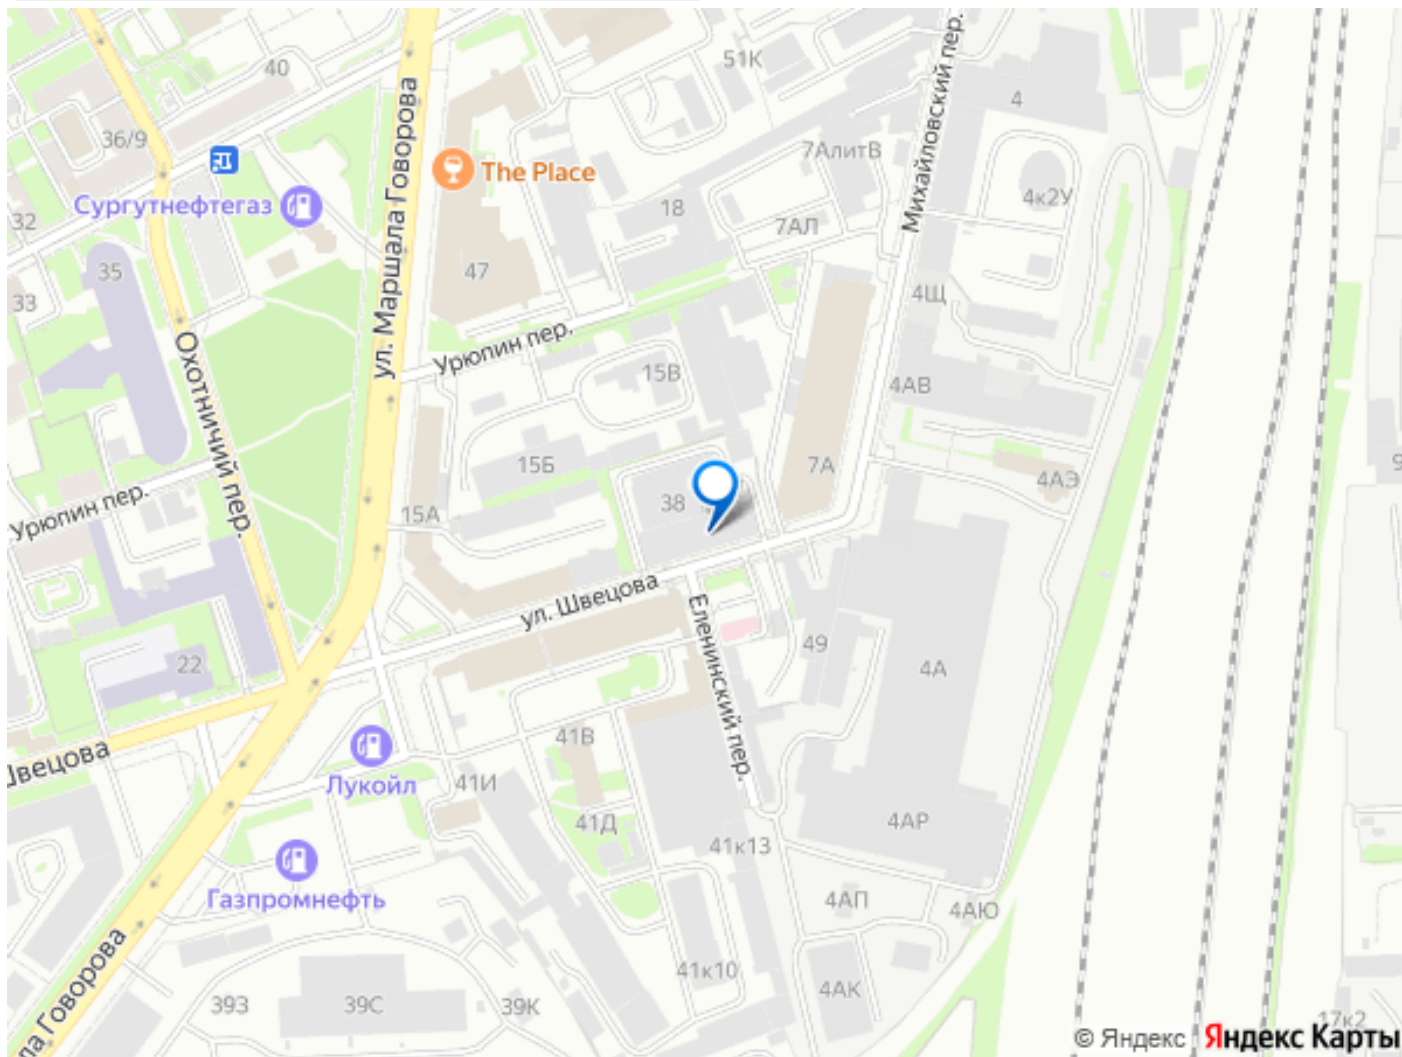 40
51К
Михайловский пер.
4
36/9
ул. Маршала Говорова
The Place
7АлитВ
4к2У
Сургутнефтегаз
18
32
7АЛ
35
47
4Щ
33
Урюпин пер.
Охотничий пер.
15В
4АВ
15Б
7А
4АЭ
9
Урюпин пер.
15А
38
ул. Швецова
Еленинский пер.
49
4А
22
Швецова
41В
Лукойл
41И
41Д
4АР
41к13
Газпромнефть
4АП
4АЮ
41к10
4АК
39З
39С
39К
ла Говорова
17к2
© Яндекс Яндекс Карты